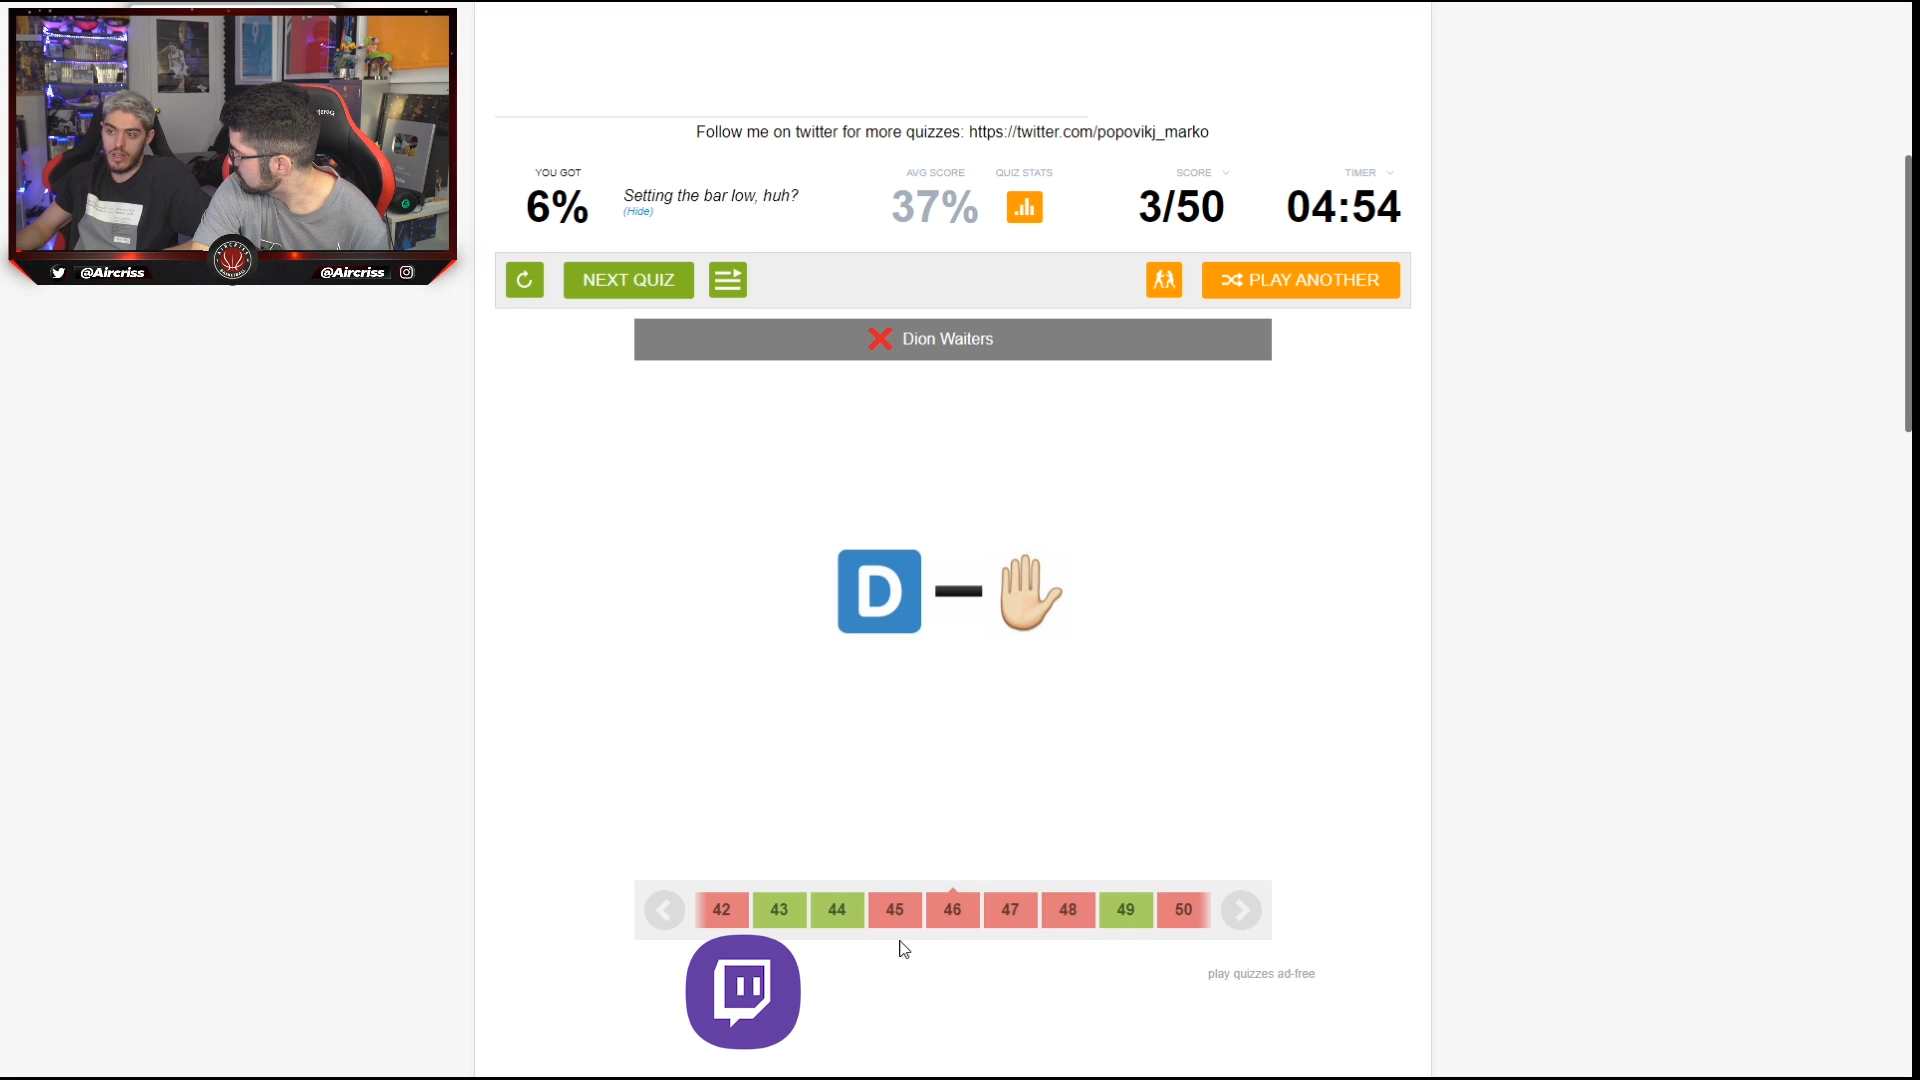 Follow me on twitter for more quizzes: https://twitter.com/popovikj_marko
YOU GOT
6%
Setting the bar low, huh?
(Hide)
AVG SCORE
37%
QUIZ STATS
SCORE
3/50
TIMER
04:54
@Aircriss
@Aircriss
NEXT QUIZ
PLAY ANOTHER
Dion Waiters
D
42 43 44 45 46 47 48 49 50
play quizzes ad-free